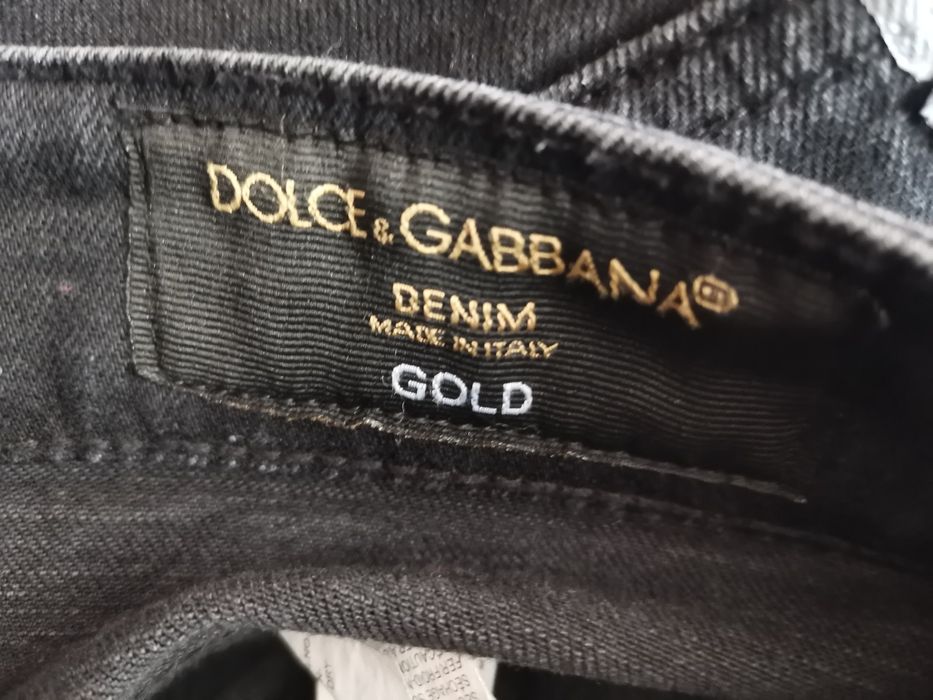 DOLCE & GABBANA
DENIM
MADE IN ITALY
GOLD